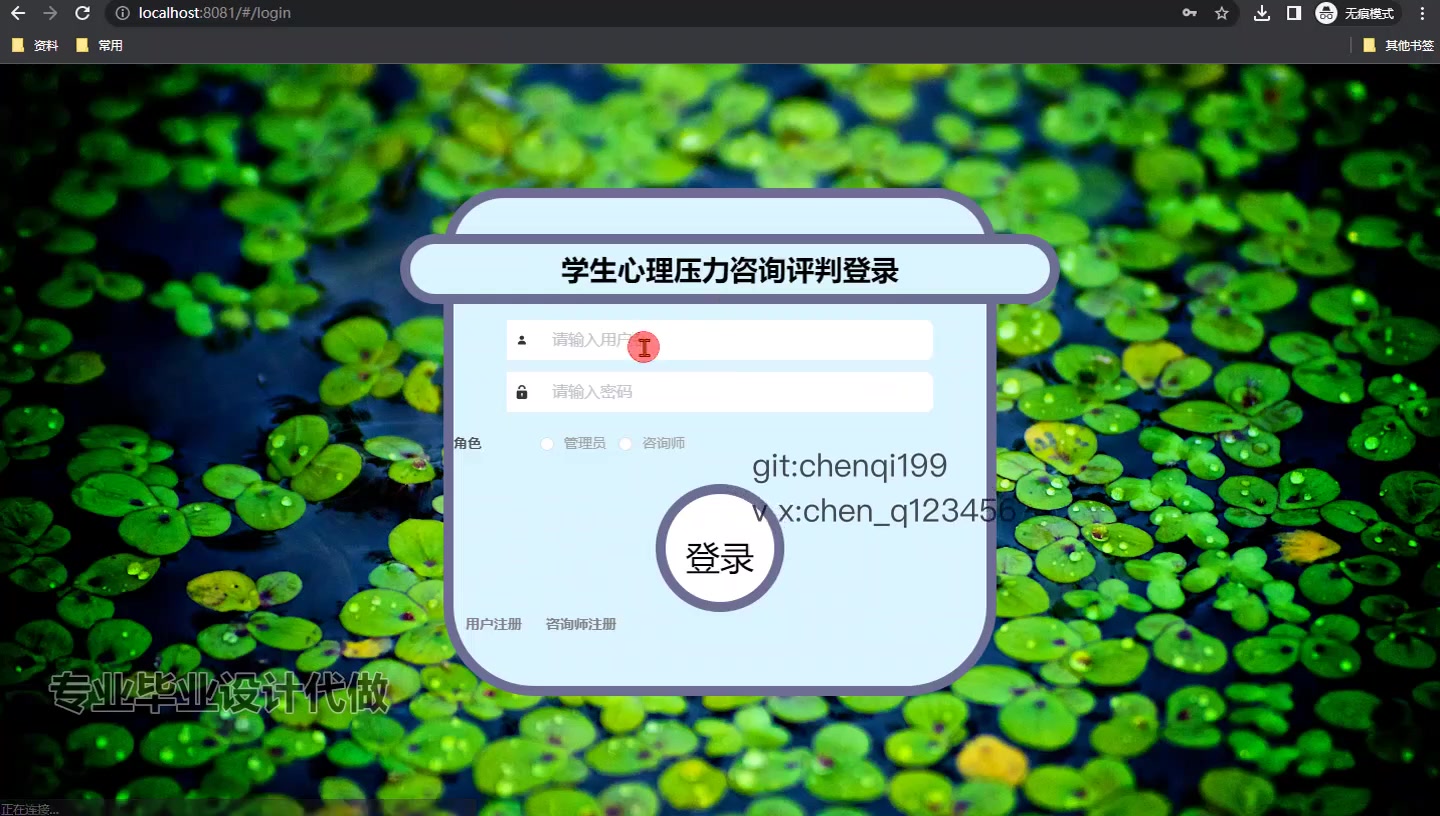 localhost:8081/#/login
无痕模式
资料
常用
其他书签
学生心理压力咨询评判登录
请输入用户
请输入密码
角色
管理员
咨询师
git:chenqi199
v x:chen_q123456
登录
用户注册
咨询师注册
专业毕业设计代做
正在连接...